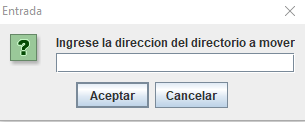 Entrada
Ingrese la direccion del directorio a mover
Aceptar Cancelar